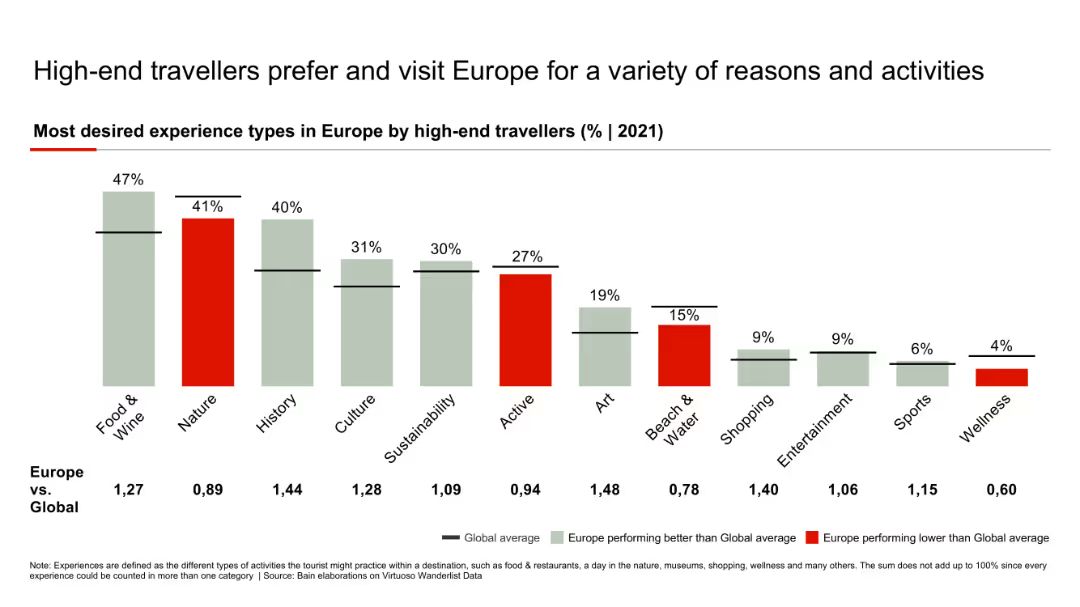 High-end travellers prefer and visit Europe for a variety of reasons and activities
Most desired experience types in Europe by high-end travellers (% | 2021)
47%
41%
40%
31%
30%
27%
19%
15%
9%
9%
6%
4%
Food &
Wine
Nature
History
Culture
Sustainability
Active
Art
Beach &
Water
Shopping
Entertainment
Sports
Wellness
Europe
vs.
Global
1,27 0,89 1,44 1,28 1,09 0,94 1,48 0,78 1,40 1,06 1,15 0,60
Global average Europe performing better than Global average Europe performing lower than Global average
Note: Experiences are defined as the different types of activities the tourist might practice within a destination, such as food & restaurants, a day in the nature, museums, shopping, wellness and many others. The sum does not add up to 100% since every
experience could be counted in more than one category | Source: Bain elaborations on Virtuoso Wanderlist Data